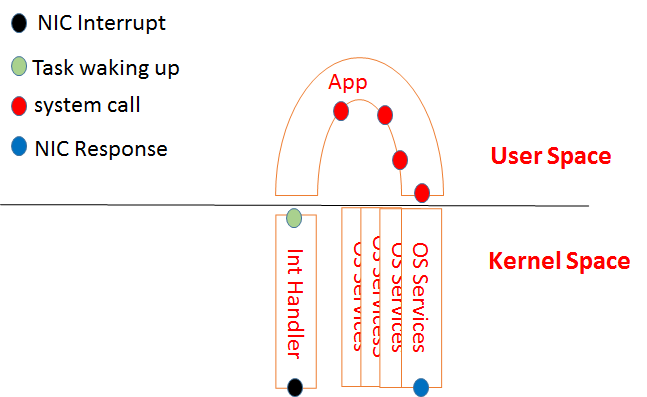 NIC Interrupt
Task waking up
system call
NIC Response
App
User Space
Kernel Space
Int Handler
OS Services
OS Services
OS Services
OS Services